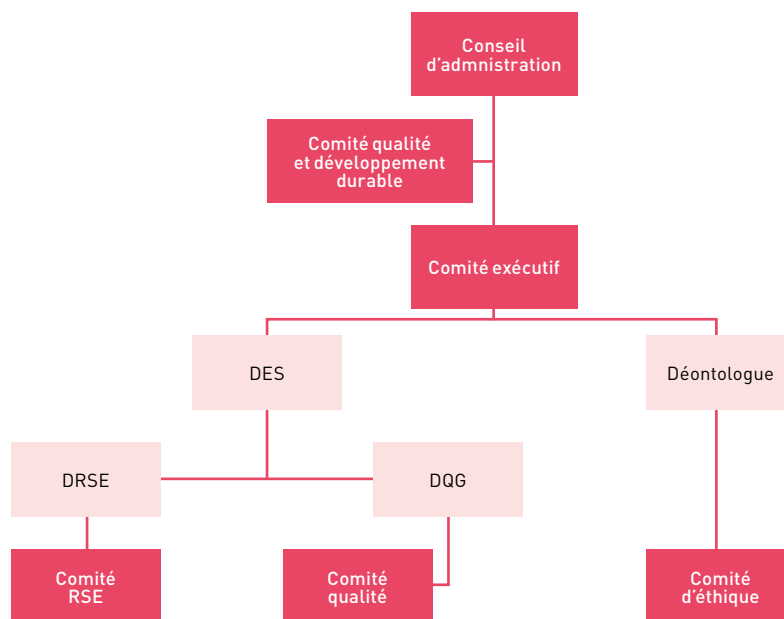 Conseil
d'admnistration
Comité qualité
et développement
durable
Comité exécutif
DES
Déontologue
DRSE
DQG
Comité
RSE
Comité
qualité
Comité
d'éthique